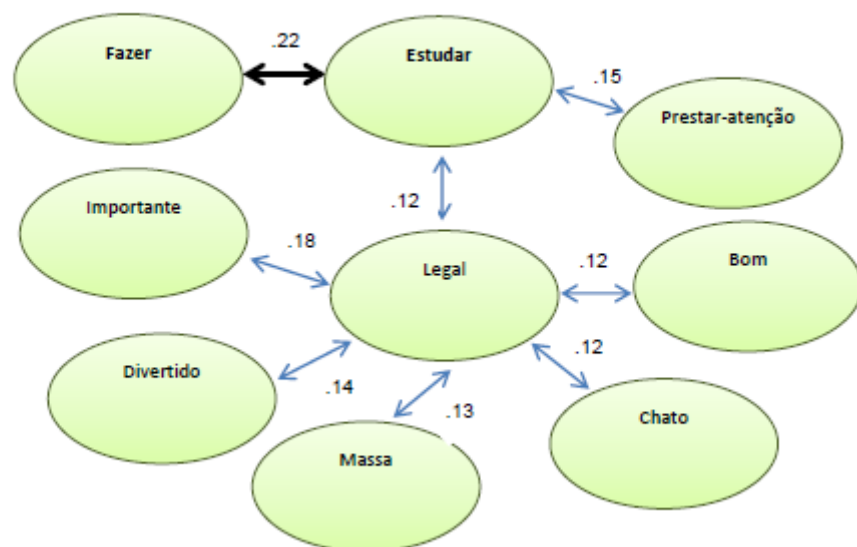 Fazer
.22
Estudar
.15
Prestar-atenção
.12
Importante
.18
Legal
.12
Bom
Divertido
.14
.13
.12
Chato
Massa